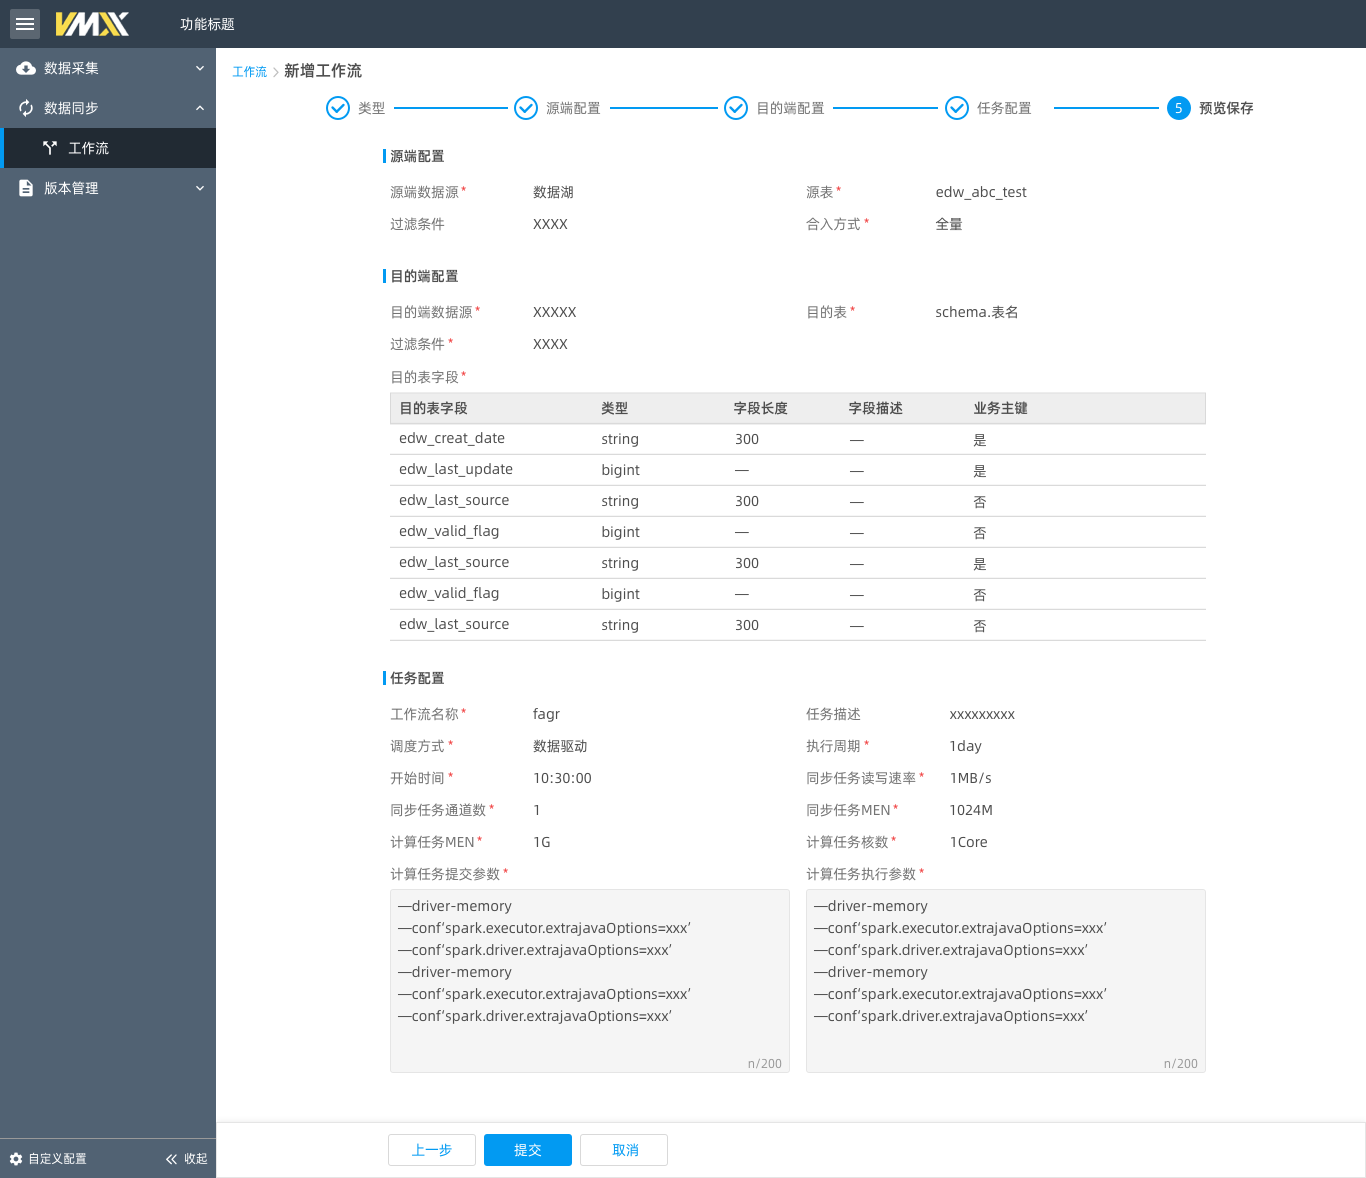 VMX 功能标题
数据采集
数据同步
工作流
版本管理
自定义配置 收起
工作流 > 新增工作流
类型 源端配置 目的端配置 任务配置 5 预览保存
源端配置
源端数据源* 数据湖 源表* edw_abc_test
过滤条件 XXXX 合入方式* 全量
目的端配置
目的端数据源* XXXXX 目的表* schema.表名
过滤条件* XXXX
目的表字段*
目的表字段 类型 字段长度 字段描述 业务主键
edw_creat_date string 300 — 是
edw_last_update bigint — — 是
edw_last_source string 300 — 否
edw_valid_flag bigint — — 否
edw_last_source string 300 — 是
edw_valid_flag bigint — — 否
edw_last_source string 300 — 否
任务配置
工作流名称* fagr 任务描述 xxxxxxxxx
调度方式* 数据驱动 执行周期* 1day
开始时间* 10:30:00 同步任务读写速率* 1MB/s
同步任务通道数* 1 同步任务MEN* 1024M
计算任务MEN* 1G 计算任务核数* 1Core
计算任务提交参数* 计算任务执行参数*
—driver-memory
—conf‘spark.executor.extrajavaOptions=xxx’
—conf‘spark.driver.extrajavaOptions=xxx’
—driver-memory
—conf‘spark.executor.extrajavaOptions=xxx’
—conf‘spark.driver.extrajavaOptions=xxx’
n/200
—driver-memory
—conf‘spark.executor.extrajavaOptions=xxx’
—conf‘spark.driver.extrajavaOptions=xxx’
—driver-memory
—conf‘spark.executor.extrajavaOptions=xxx’
—conf‘spark.driver.extrajavaOptions=xxx’
n/200
上一步 提交 取消